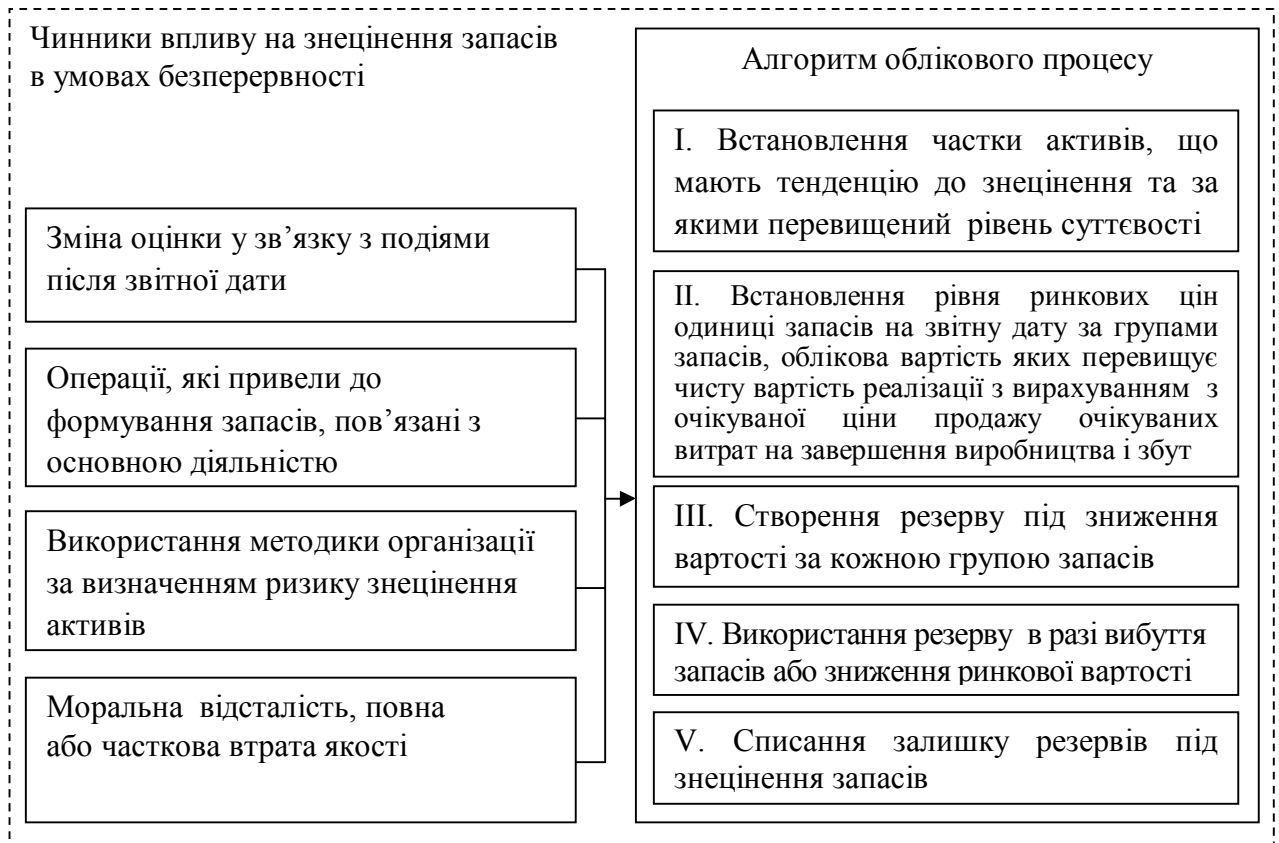 Чинники впливу на знецінення запасів
в умовах безперервності
Зміна оцінки у зв’язку з подіями
після звітної дати
Операції, які привели до
формування запасів, пов’язані з
основною діяльністю
Використання методики організації
за визначенням ризику знецінення
активів
Моральна відсталість, повна
або часткова втрата якості
Алгоритм облікового процесу
І. Встановлення частки активів, що
мають тенденцію до знецінення та за
якими перевищений рівень суттєвості
ІІ. Встановлення рівня ринкових цін
одиниці запасів на звітну дату за групами
запасів, облікова вартість яких перевищує
чисту вартість реалізації з вирахуванням з
очікуваної ціни продажу очікуваних
витрат на завершення виробництва і збут
ІІІ. Створення резерву під зниження
вартості за кожною групою запасів
IV. Використання резерву в разі вибуття
запасів або зниження ринкової вартості
V. Списання залишку резервів під
знецінення запасів